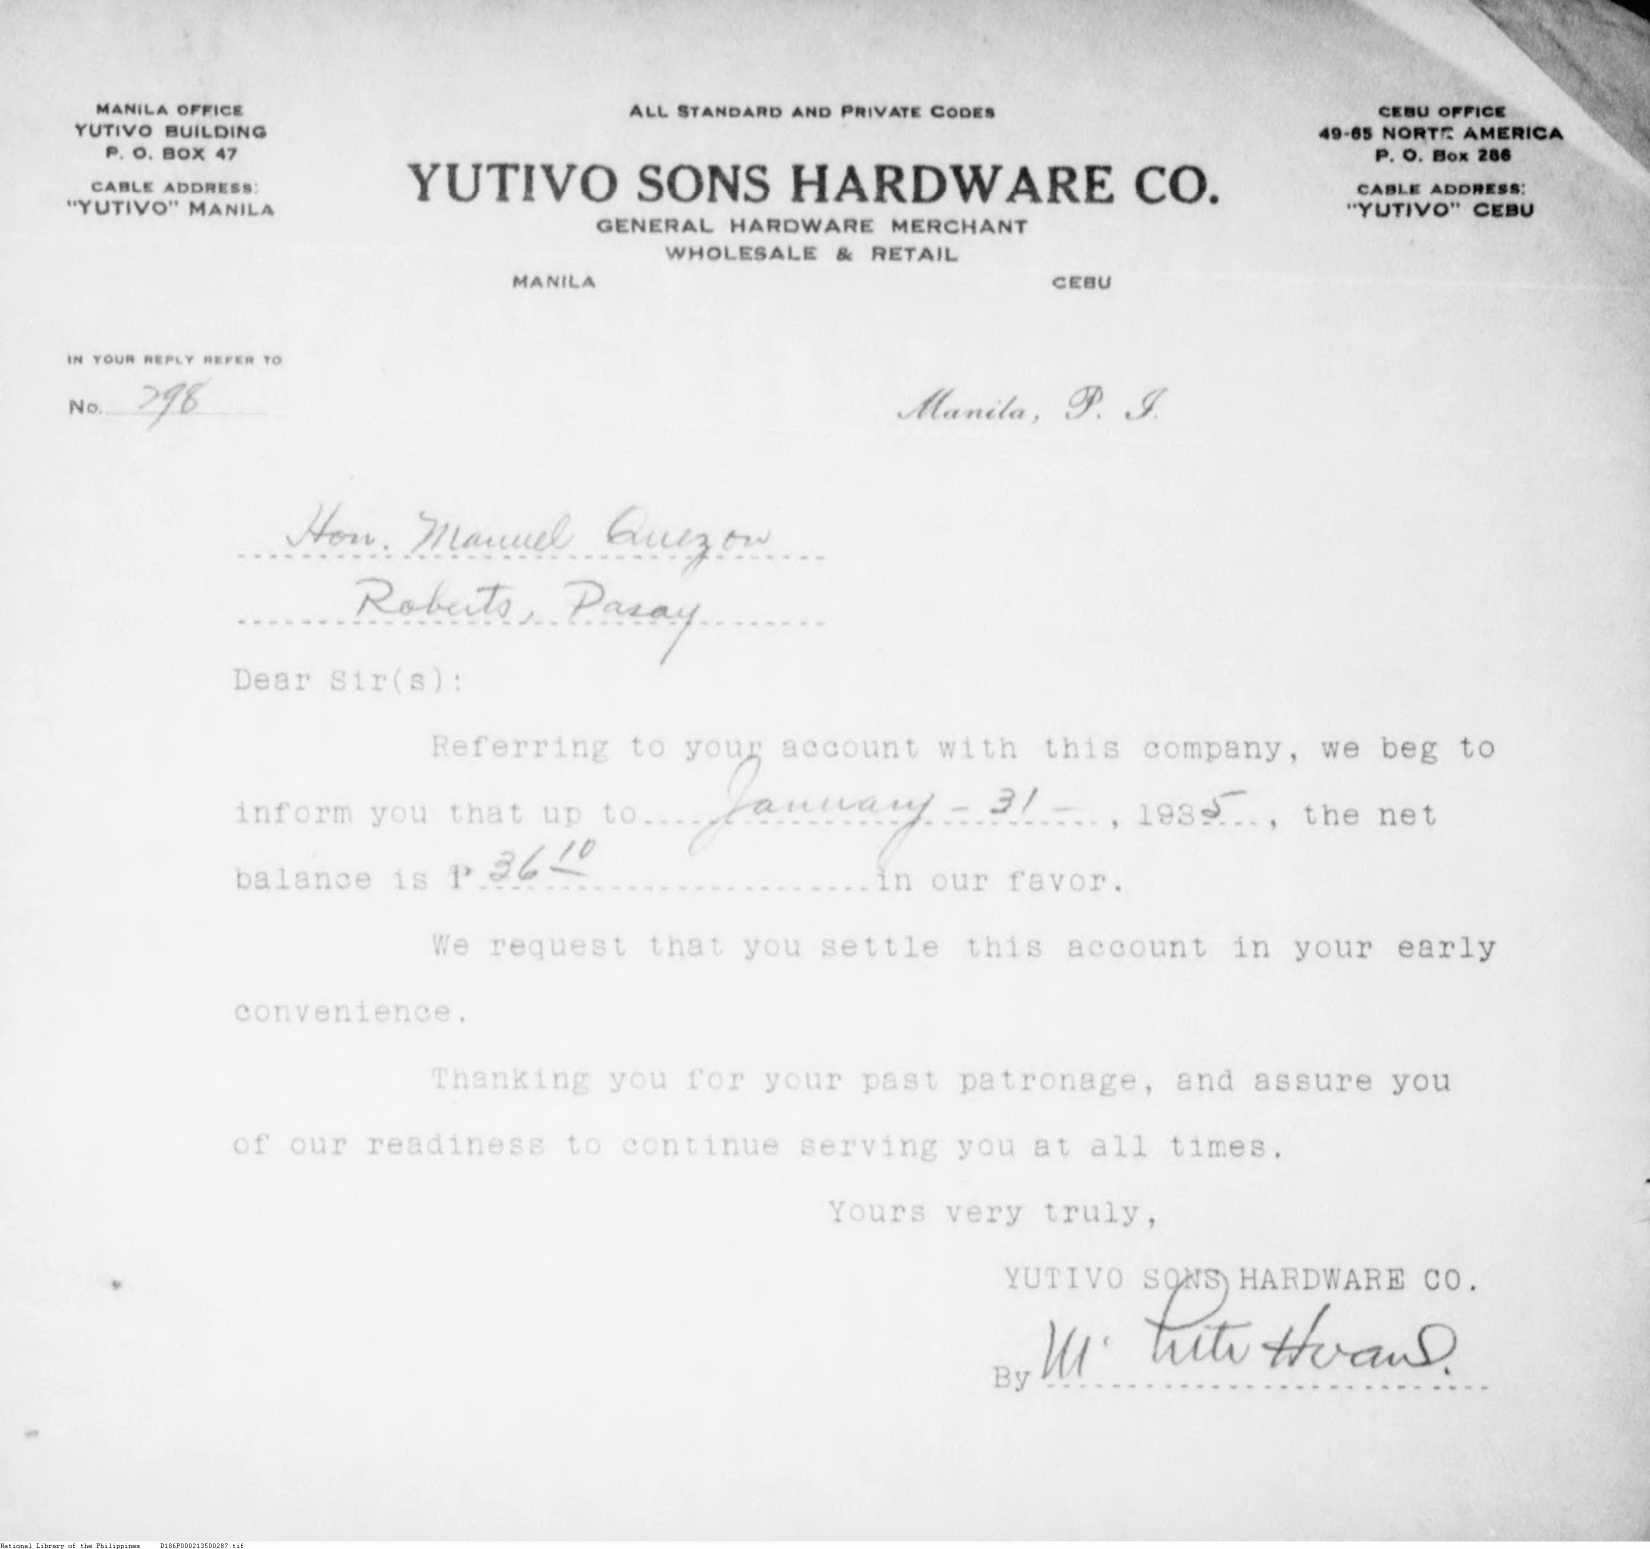 MANILA OFFICE
YUTIVO BUILDING
P. O. BOX 47
CABLE ADDRESS:
"YUTIVO" MANILA
ALL STANDARD AND PRIVATE CODES
YUTIVO SONS HARDWARE CO.
GENERAL HARDWARE MERCHANT
WHOLESALE & RETAIL
MANILA CEBU
CEBU OFFICE
49-65 NORTE AMERICA
P. O. Box 286
CABLE ADDRESS:
"YUTIVO" CEBU
IN YOUR REPLY REFER TO
No. 298
Manila, P. I.
Hon. Manuel Quezon
Roberts, Pasay
Dear Sir(s):
Referring to your account with this company, we beg to
inform you that up to January - 31 - , 1935, the net
balance is ₱ 36 10 in our favor.
We request that you settle this account in your early
convenience.
Thanking you for your past patronage, and assure you
of our readiness to continue serving you at all times.
Yours very truly,
YUTIVO SONS HARDWARE CO.
By
National Library of the Philippines D186P000213500287.tif